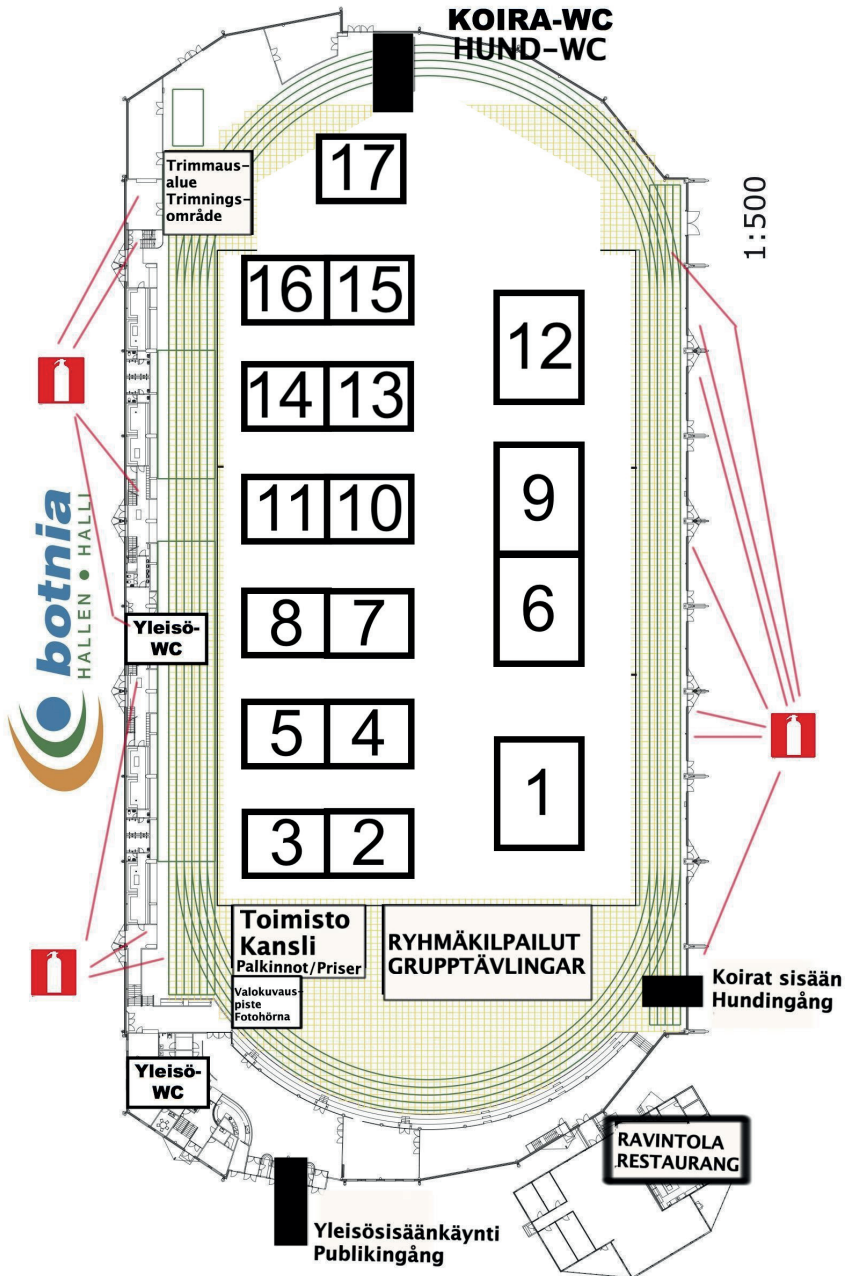 KOIRA-WC
HUND-WC
17
Trimmaus-
alue
Trimnings-
område
1:500
16 15
12
14 13
11 10
9
botnia
HALLEN • HALLI
8 7
6
Yleisö-
WC
5 4
1
3 2
Toimisto
Kansli
Palkinnot/Priser
RYHMÄKILPAILUT
GRUPPTÄVLINGAR
Valokuvaus-
piste
Fotohörna
Koirat sisään
Hundingång
Yleisö-
WC
RAVINTOLA
RESTAURANG
Yleisösisäänkäynti
Publikingång